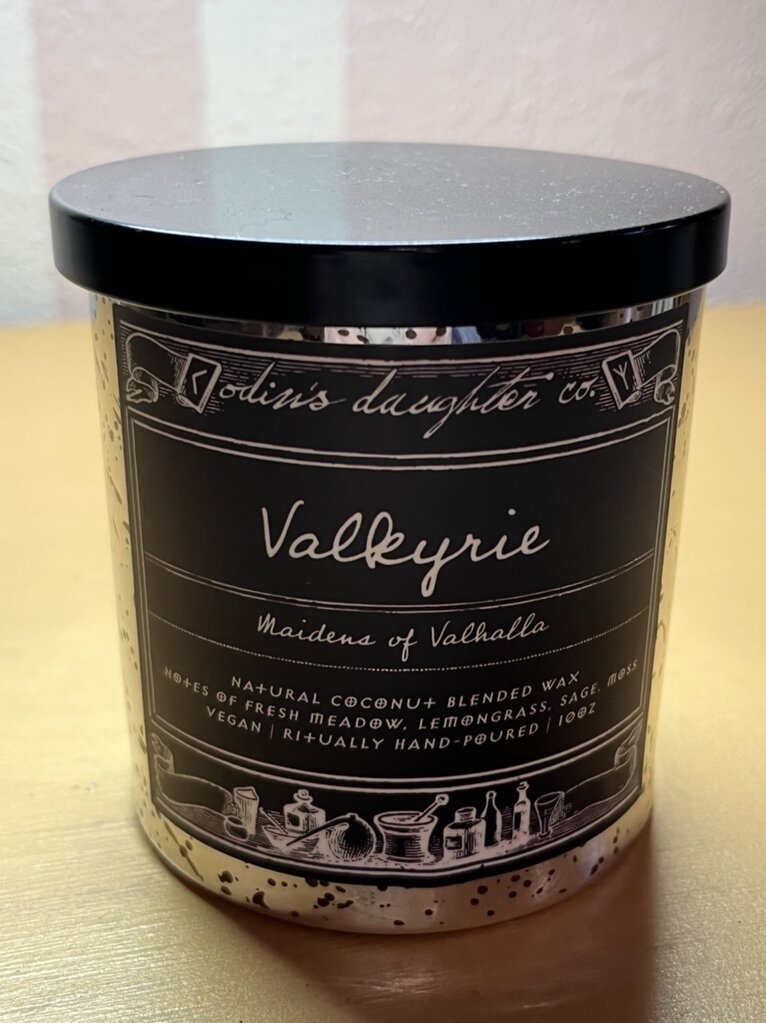 odin's daughter co.
Valkyrie
Maidens of Valhalla
NATURAL COCONUT BLENDED WAX
NOTES OF FRESH MEADOW, LEMONGRASS, SAGE, MOSS
VEGAN | RITUALLY HAND-POURED | 10OZ